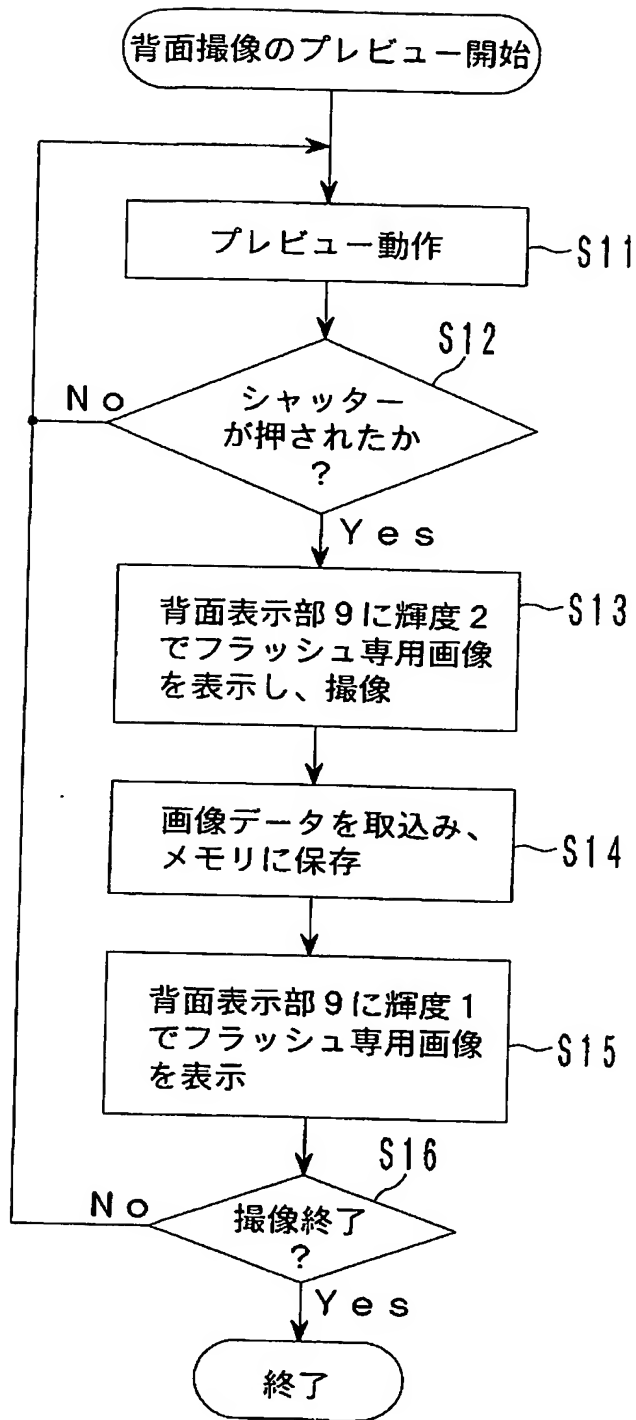 背面撮像のプレビュー開始
プレビュー動作
S11
S12
シャッター
が押されたか
?
No
Yes
背面表示部9に輝度2
でフラッシュ専用画像
を表示し、撮像
S13
画像データを取込み、
メモリに保存
S14
背面表示部9に輝度1
でフラッシュ専用画像
を表示
S15
S16
撮像終了
?
No
Yes
終了